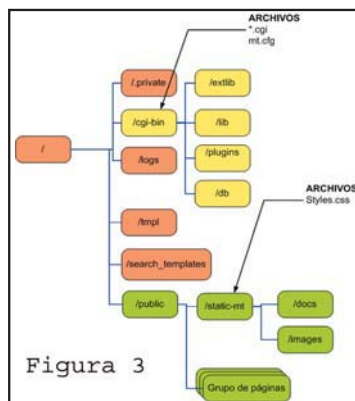 ARCHIVOS
*.cgi
mt.cfg
/.private
/extlib
/cgi-bin
/lib
/
/logs
/plugins
/db
ARCHIVOS
Styles.css
/tmpl
/search_templates
/public
/static-mt
/docs
/images
Grupo de páginas
Figura 3